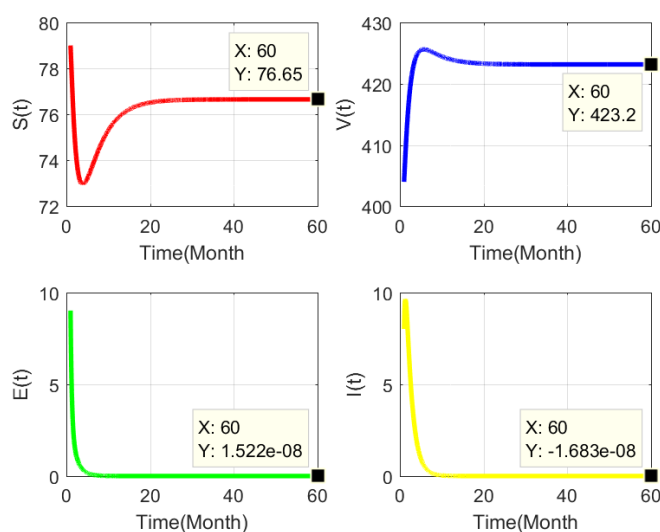 80
78
76
74
72
S(t)
X: 60
Y: 76.65
0
20
40
60
Time(Month
430
420
410
400
V(t)
X: 60
Y: 423.2
0
20
40
60
Time(Month)
10
5
0
E(t)
X: 60
Y: 1.522e-08
0
20
40
60
Time(Month)
10
5
0
I(t)
X: 60
Y: -1.683e-08
0
20
40
60
Time(Month)